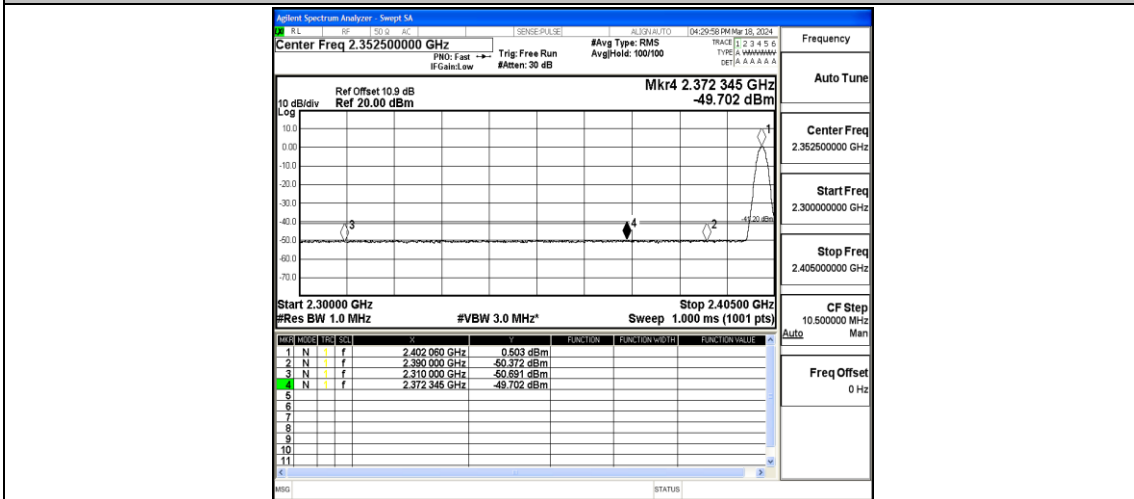 Agilent Spectrum Analyzer - Swept SA
RL RF 50 Ω AC SENSE:PULSE ALIGN AUTO 04:29:58 PM Mar 18, 2024
Center Freq 2.352500000 GHz
PNO: Fast
IFGain:Low
Trig: Free Run
#Atten: 30 dB
#Avg Type: RMS
Avg|Hold: 100/100
TRACE 1 2 3 4 5 6
TYPE A WWWWW
DET A A A A A A
Mkr4 2.372 345 GHz
-49.702 dBm
Ref Offset 10.9 dB
10 dB/div Ref 20.00 dBm
Log
10.0
0.00
-10.0
-20.0
-30.0
-40.0
-50.0
-60.0
-70.0
1
3
4
2
Start 2.30000 GHz Stop 2.40500 GHz
#Res BW 1.0 MHz #VBW 3.0 MHz* Sweep 1.000 ms (1001 pts)
MKR MODE TRC SCL X Y FUNCTION FUNCTION WIDTH FUNCTION VALUE
1 N 1 f 2.402 060 GHz 0.503 dBm
2 N 1 f 2.390 000 GHz -50.372 dBm
3 N 1 f 2.310 000 GHz -50.691 dBm
4 N 1 f 2.372 345 GHz -49.702 dBm
5
6
7
8
9
10
11
MSG STATUS
Frequency
Auto Tune
Center Freq
2.352500000 GHz
Start Freq
2.300000000 GHz
Stop Freq
2.405000000 GHz
CF Step
10.500000 MHz
Auto Man
Freq Offset
0 Hz